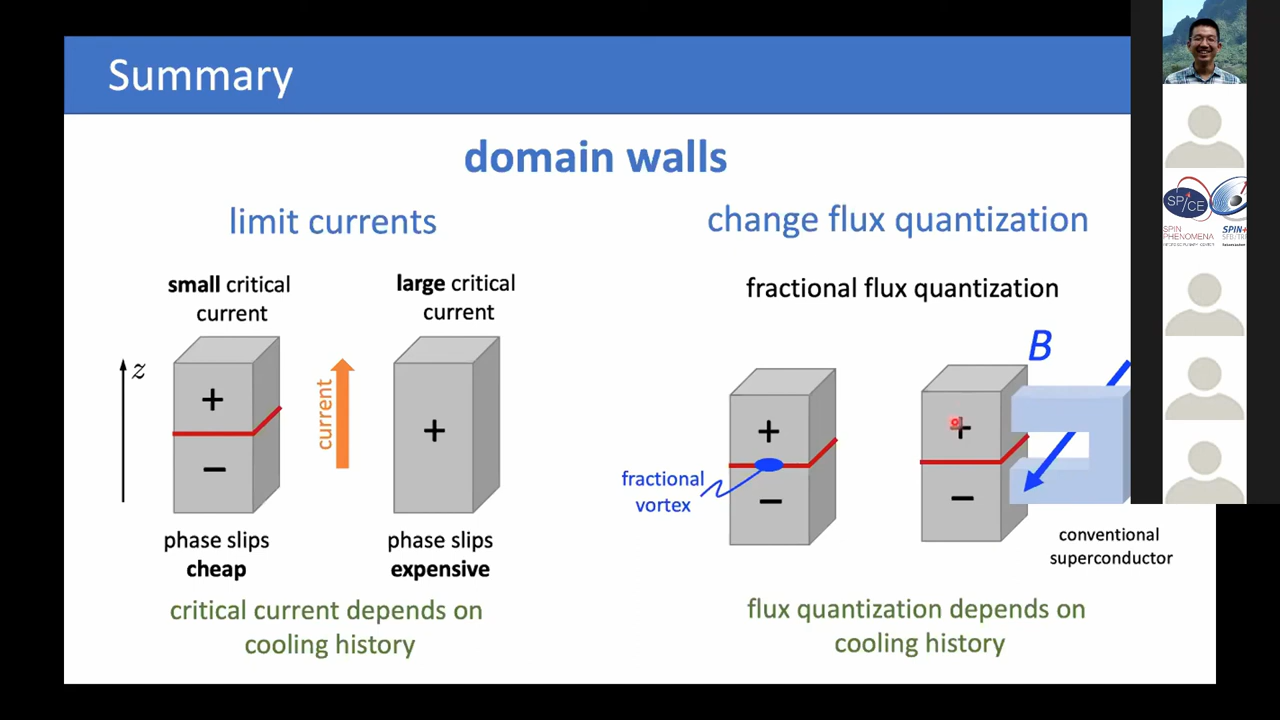 Summary
domain walls
limit currents
change flux quantization
small critical
current
large critical
current
fractional flux quantization
z
+
−
current
+
+
−
fractional
vortex
B
+
−
conventional
superconductor
phase slips
cheap
phase slips
expensive
critical current depends on
cooling history
flux quantization depends on
cooling history
SPICE
SPIN
PHENOMENA
SPIN+